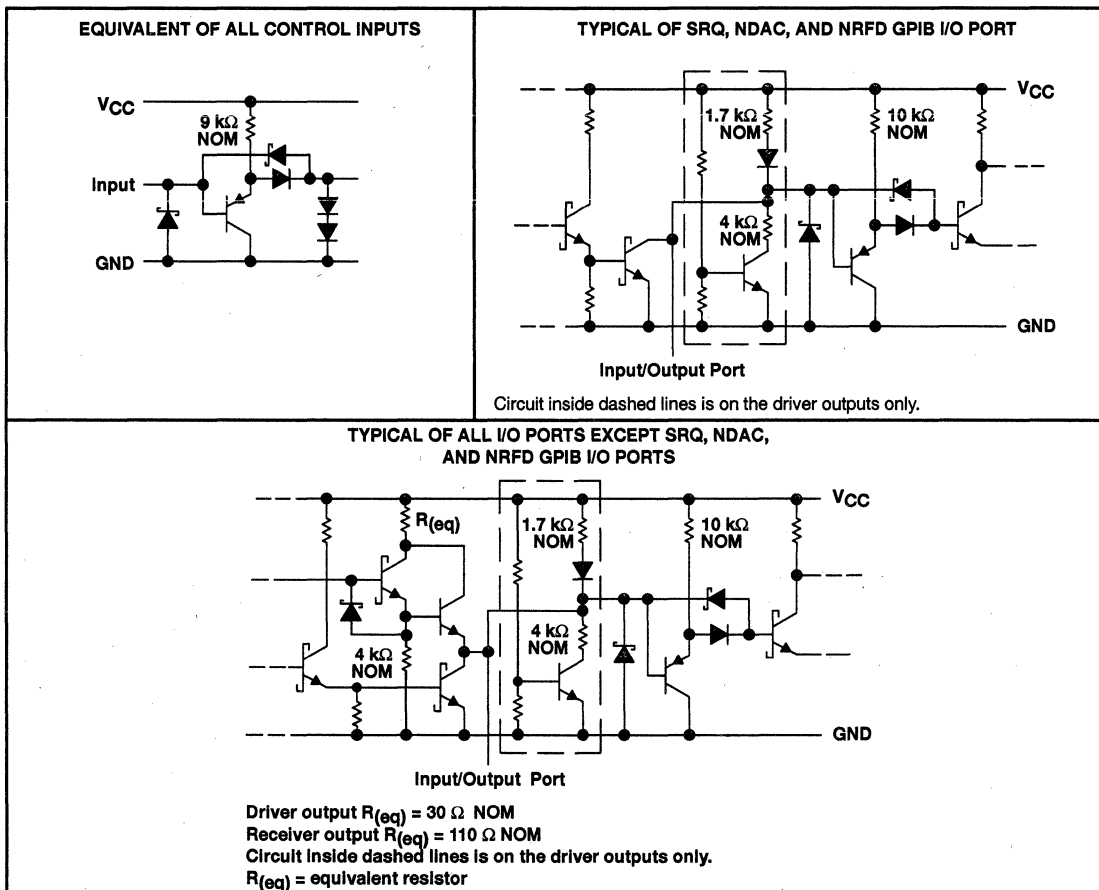 EQUIVALENT OF ALL CONTROL INPUTS
VCC
9 kΩ
NOM
Input
GND
TYPICAL OF SRQ, NDAC, AND NRFD GPIB I/O PORT
VCC
1.7 kΩ
NOM
10 kΩ
NOM
4 kΩ
NOM
GND
Input/Output Port
Circuit inside dashed lines is on the driver outputs only.
TYPICAL OF ALL I/O PORTS EXCEPT SRQ, NDAC,
AND NRFD GPIB I/O PORTS
VCC
R(eq)
1.7 kΩ
NOM
10 kΩ
NOM
4 kΩ
NOM
4 kΩ
NOM
GND
Input/Output Port
Driver output R(eq) = 30 Ω NOM
Receiver output R(eq) = 110 Ω NOM
Circuit inside dashed lines is on the driver outputs only.
R(eq) = equivalent resistor